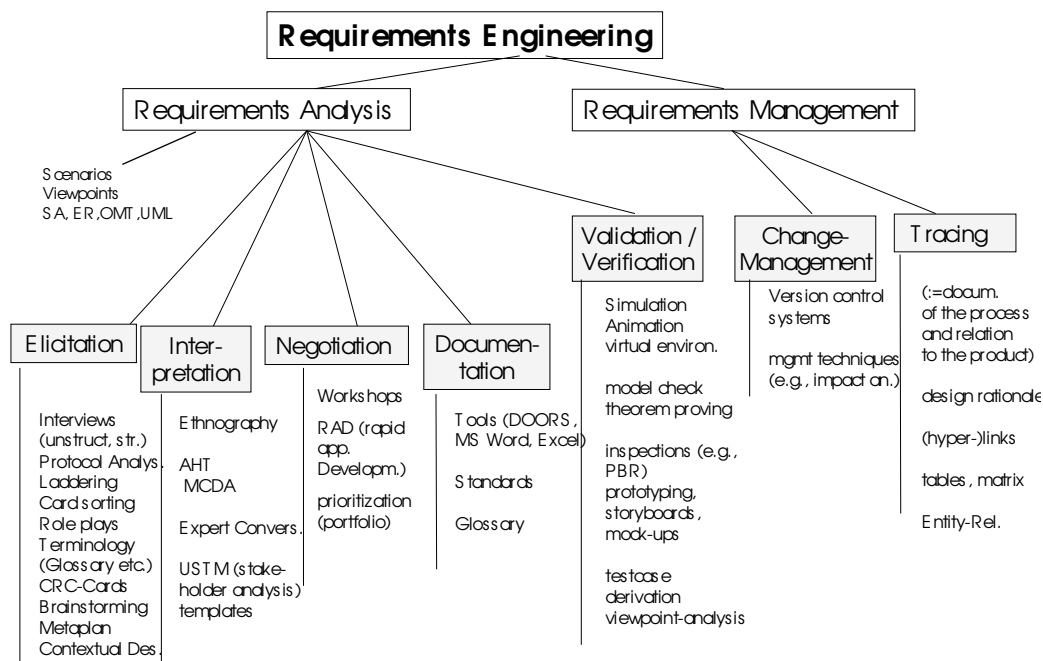 Requirements Engineering
Requirements Analysis
Requirements Management
Scenarios
Viewpoints
SA, ER,OMT,UML
Elicitation
Interviews
(unstruct, str.)
Protocol Analys.
Laddering
Card sorting
Role plays
Terminology
(Glossary etc.)
CRC-Cards
Brainstorming
Metaplan
Contextual Des.
Inter-
pretation
Ethnography
AHT
MCDA
Expert Convers.
USTM (stake-
holder analysis)
templates
Negotiation
Workshops
RAD (rapid
app.
Developm.)
prioritization
(portfolio)
Documen-
tation
Tools (DOORS,
MS Word, Excel)
Standards
Glossary
Validation /
Verification
Simulation
Animation
virtual environ.
model check
theorem proving
inspections (e.g.,
PBR)
prototyping,
storyboards,
mock-ups
testcase
derivation
viewpoint-analysis
Change-
Management
Version control
systems
mgmt techniques
(e.g., impact an.)
Tracing
(:=docum.
of the process
and relation
to the product)
design rationale
(hyper-)links
tables, matrix
Entity-Rel.